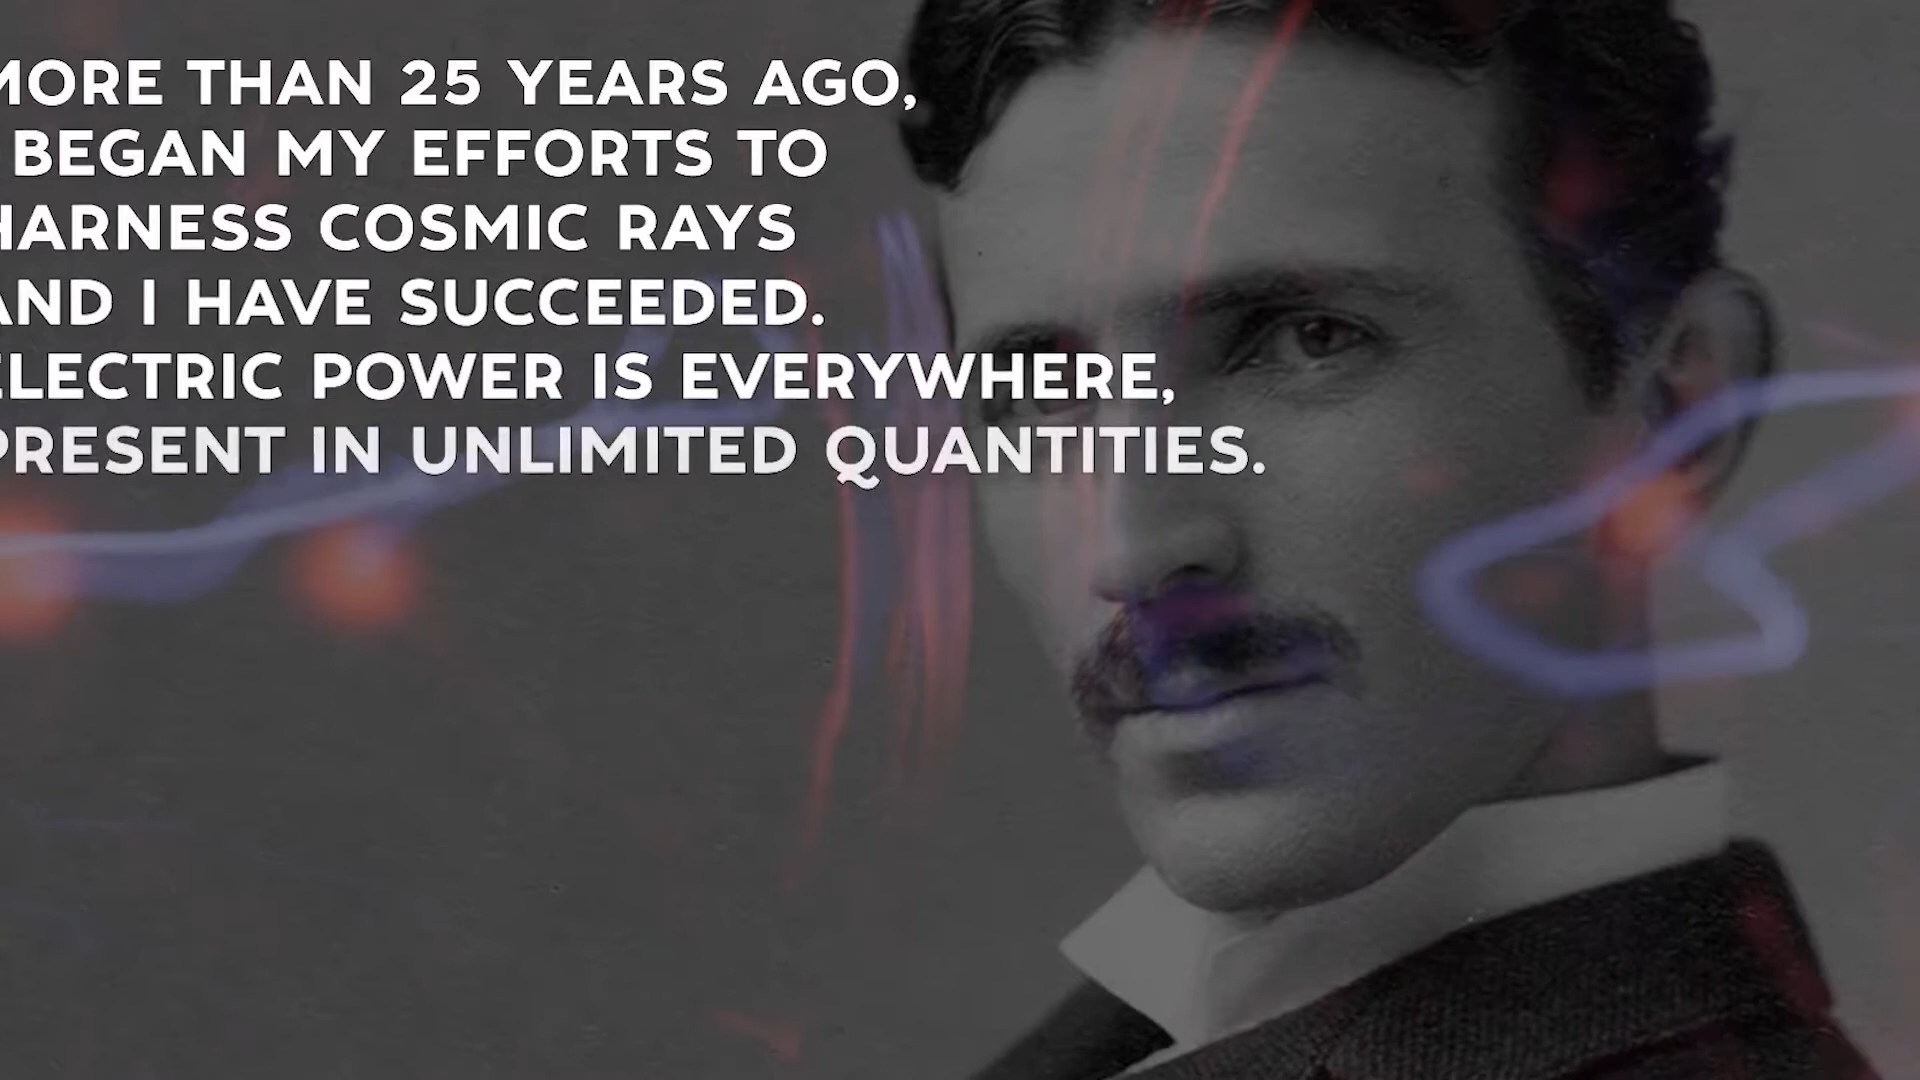 MORE THAN 25 YEARS AGO,
BEGAN MY EFFORTS TO
HARNESS COSMIC RAYS
AND I HAVE SUCCEEDED.
ELECTRIC POWER IS EVERYWHERE,
PRESENT IN UNLIMITED QUANTITIES.